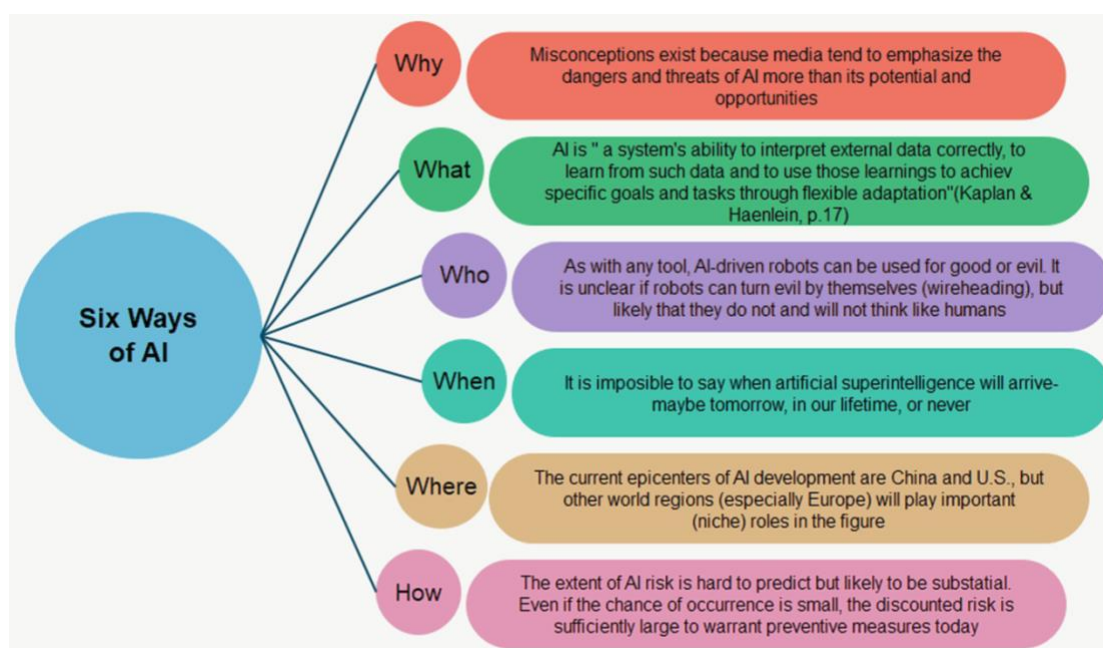 Six Ways
of AI
Why
Misconceptions exist because media tend to emphasize the
dangers and threats of AI more than its potential and
opportunities
What
AI is " a system's ability to interpret external data correctly, to
learn from such data and to use those learnings to achiev
specific goals and tasks through flexible adaptation"(Kaplan &
Haenlein, p.17)
Who
As with any tool, AI-driven robots can be used for good or evil. It
is unclear if robots can turn evil by themselves (wireheading), but
likely that they do not and will not think like humans
When
It is imposible to say when artificial superintelligence will arrive-
maybe tomorrow, in our lifetime, or never
Where
The current epicenters of AI development are China and U.S., but
other world regions (especially Europe) will play important
(niche) roles in the figure
How
The extent of AI risk is hard to predict but likely to be substatial.
Even if the chance of occurrence is small, the discounted risk is
sufficiently large to warrant preventive measures today